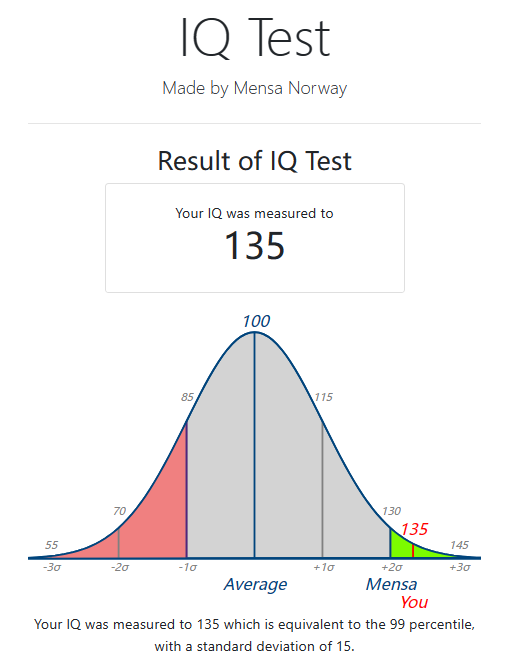 IQ Test
Made by Mensa Norway
Result of IQ Test
Your IQ was measured to
135
100
85
115
70
130
135
55
145
-3σ
-2σ
-1σ
+1σ
+2σ
+3σ
Average
Mensa
You
Your IQ was measured to 135 which is equivalent to the 99 percentile,
with a standard deviation of 15.